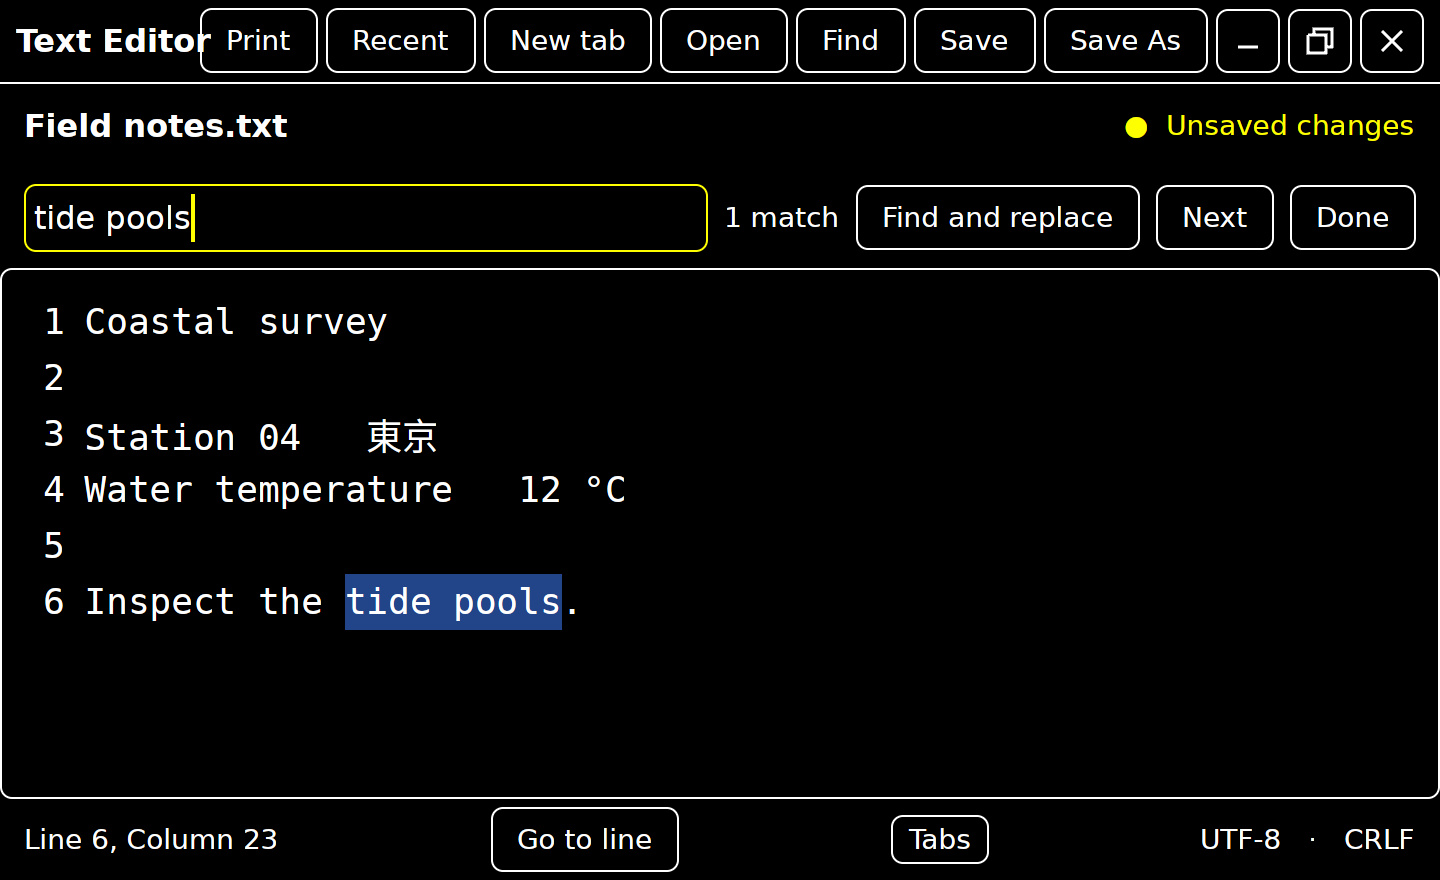 Text Editor Print Recent New tab Open Find Save Save As
Field notes.txt ● Unsaved changes
tide pools 1 match Find and replace Next Done
1 Coastal survey
2
3 Station 04   東京
4 Water temperature   12 °C
5
6 Inspect the tide pools.
Line 6, Column 23 Go to line Tabs UTF-8 · CRLF